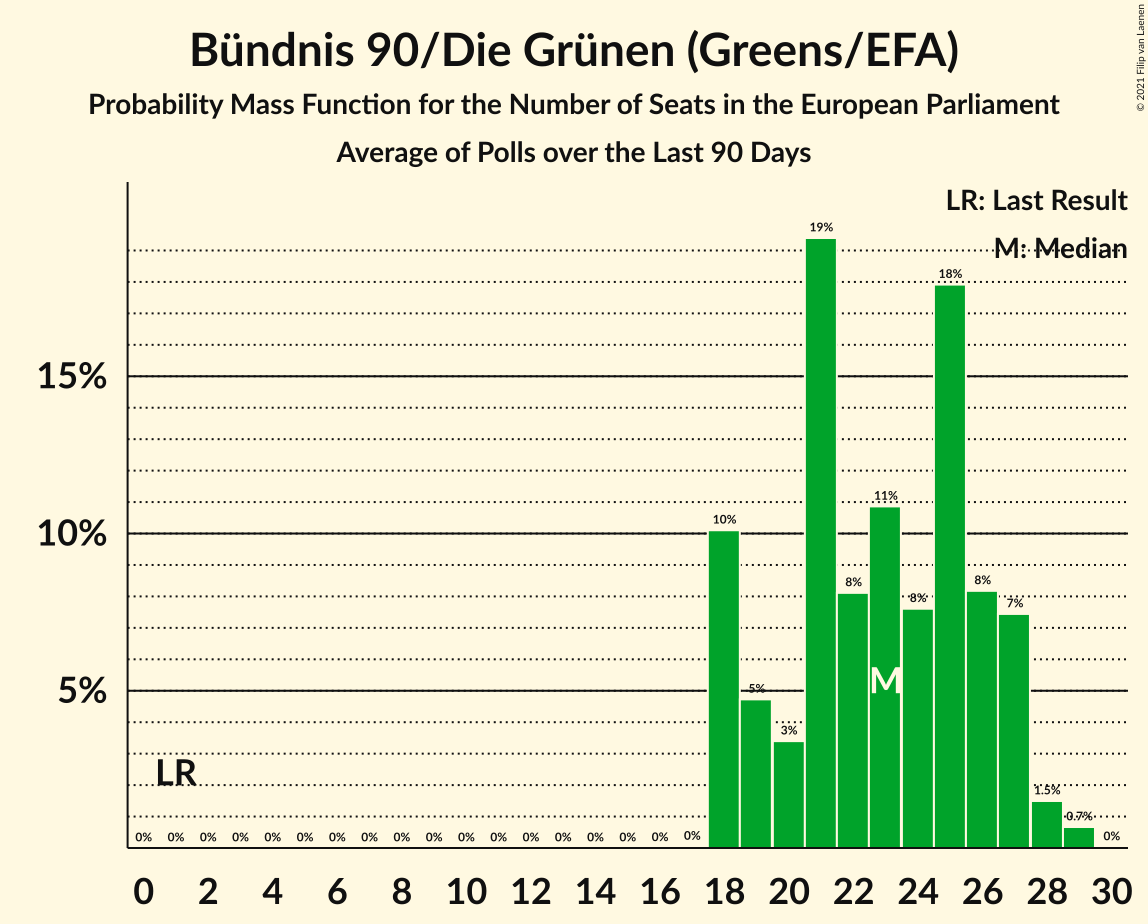 Bündnis 90/Die Grünen (Greens/EFA)
Probability Mass Function for the Number of Seats in the European Parliament
Average of Polls over the Last 90 Days
© 2021 Filip van Laenen
LR: Last Result
M: Median
15%
10%
5%
19%
18%
11%
10%
8%
8%
8%
7%
5%
3%
1.5%
0.7%
M
LR
0% 0% 0% 0% 0% 0% 0% 0% 0% 0% 0% 0% 0% 0% 0% 0% 0% 0% 0%
0 2 4 6 8 10 12 14 16 18 20 22 24 26 28 30